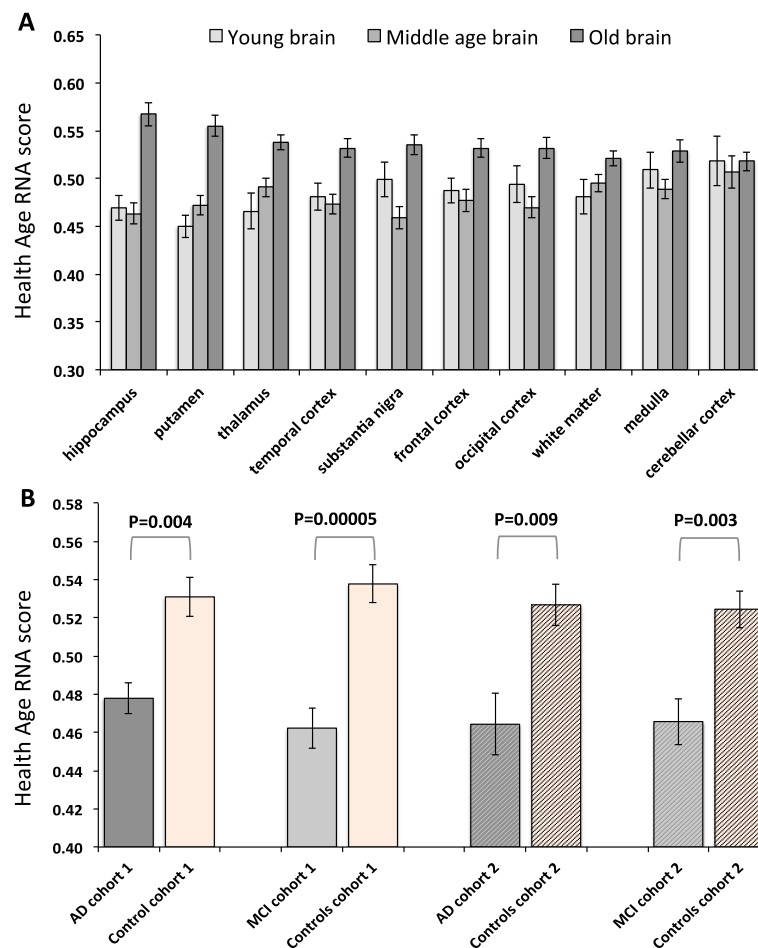 A
Young brain Middle age brain Old brain
Health Age RNA score
0.65
0.60
0.55
0.50
0.45
0.40
0.35
0.30
hippocampus
putamen
thalamus
temporal cortex
substantia nigra
frontal cortex
occipital cortex
white matter
medulla
cerebellar cortex
B
Health Age RNA score
0.58
0.56
0.54
0.52
0.50
0.48
0.46
0.44
0.42
0.40
P=0.004 P=0.00005 P=0.009 P=0.003
AD cohort 1
Control cohort 1
MCI cohort 1
Controls cohort 1
AD cohort 2
Controls cohort 2
MCI cohort 2
Controls cohort 2